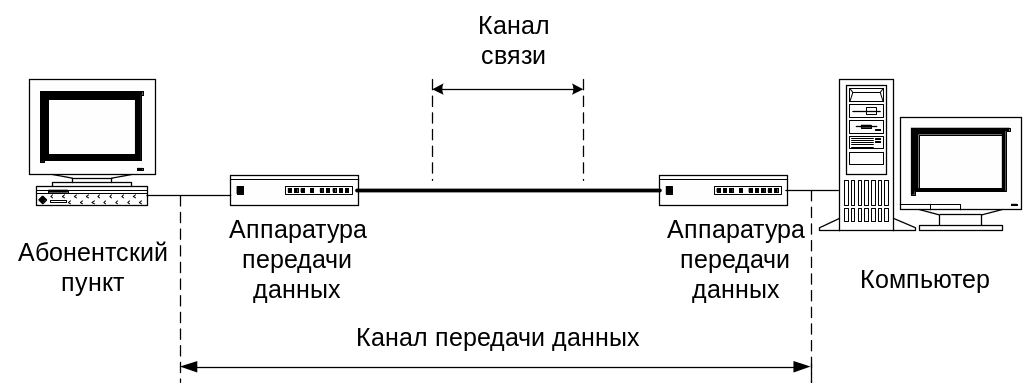 Канал
связи
Абонентский
пункт
Аппаратура
передачи
данных
Аппаратура
передачи
данных
Компьютер
Канал передачи данных